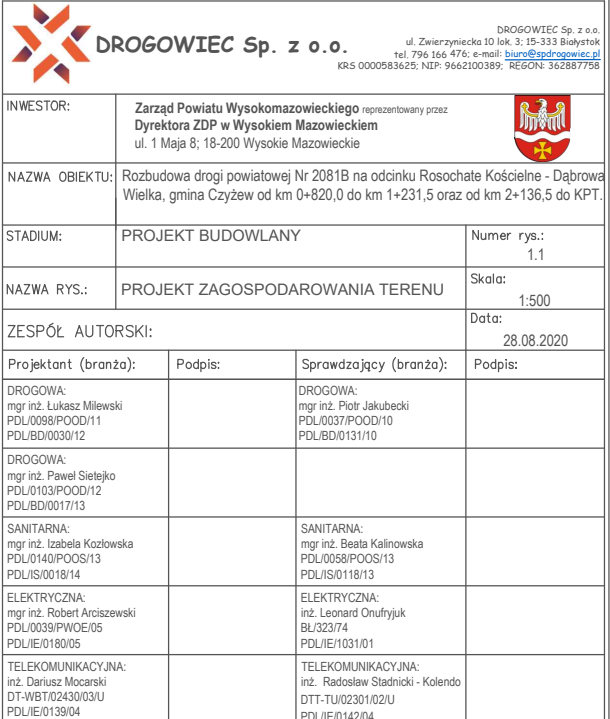 DROGOWIEC Sp. z o.o.
DROGOWIEC Sp. z o.o.
ul. Zwierzyniecka 10 lok. 3; 15-333 Białystok
tel. 796 166 476; e-mail: biuro@spdrogowiec.pl
KRS 0000583625; NIP: 9662100389; REGON: 362887758
INWESTOR:
Zarząd Powiatu Wysokomazowieckiego reprezentowany przez
Dyrektora ZDP w Wysokiem Mazowieckiem
ul. 1 Maja 8; 18-200 Wysokie Mazowieckie
NAZWA OBIEKTU:
Rozbudowa drogi powiatowej Nr 2081B na odcinku Rosochate Kościelne - Dąbrowa
Wielka, gmina Czyżew od km 0+820,0 do km 1+231,5 oraz od km 2+136,5 do KPT.
STADIUM:
PROJEKT BUDOWLANY
Numer rys.:
1.1
NAZWA RYS.:
PROJEKT ZAGOSPODAROWANIA TERENU
Skala:
1:500
ZESPÓŁ AUTORSKI:
Data:
28.08.2020
Projektant (branża):
Podpis:
Sprawdzający (branża):
Podpis:
DROGOWA:
mgr inż. Łukasz Milewski
PDL/0098/POOD/11
PDL/BD/0030/12
DROGOWA:
mgr inż. Piotr Jakubecki
PDL/0037/POOD/10
PDL/BD/0131/10
DROGOWA:
mgr inż. Paweł Sietejko
PDL/0103/POOD/12
PDL/BD/0017/13
SANITARNA:
mgr inż. Izabela Kozłowska
PDL/0140/POOS/13
PDL/IS/0018/14
SANITARNA:
mgr inż. Beata Kalinowska
PDL/0058/POOS/13
PDL/IS/0118/13
ELEKTRYCZNA:
mgr inż. Robert Arciszewski
PDL/0039/PWOE/05
PDL/IE/0180/05
ELEKTRYCZNA:
inż. Leonard Onufryjuk
BŁ/323/74
PDL/IE/1031/01
TELEKOMUNIKACYJNA:
inż. Dariusz Mocarski
DT-WBT/02430/03/U
PDL/IE/0139/04
TELEKOMUNIKACYJNA:
inż. Radosław Stadnicki - Kolendo
DTT-TU/02301/02/U
PDL/IE/0142/04